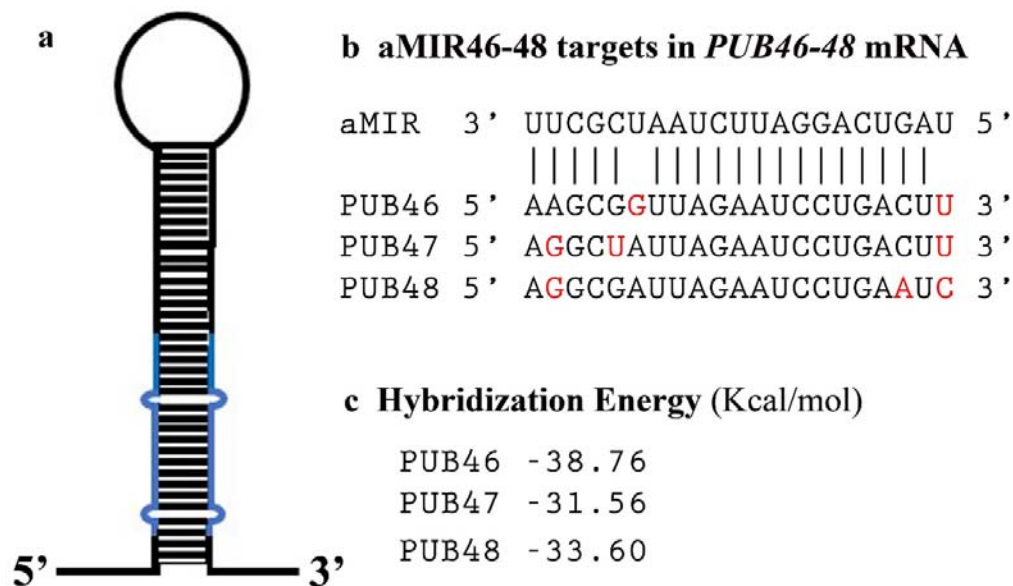 a
b aMIR46-48 targets in PUB46-48 mRNA
aMIR 3' UUCGCUAAUCUUAGGACUGAU 5'
||||| ||||||||||||||
PUB46 5' AAGCGGUUAGAAUCCUGACUU 3'
PUB47 5' AGGCUAUUAGAAUCCUGACUU 3'
PUB48 5' AGGCGAUUAGAAUCCUGAAUC 3'
c Hybridization Energy (Kcal/mol)
PUB46 -38.76
PUB47 -31.56
PUB48 -33.60
5' 3'